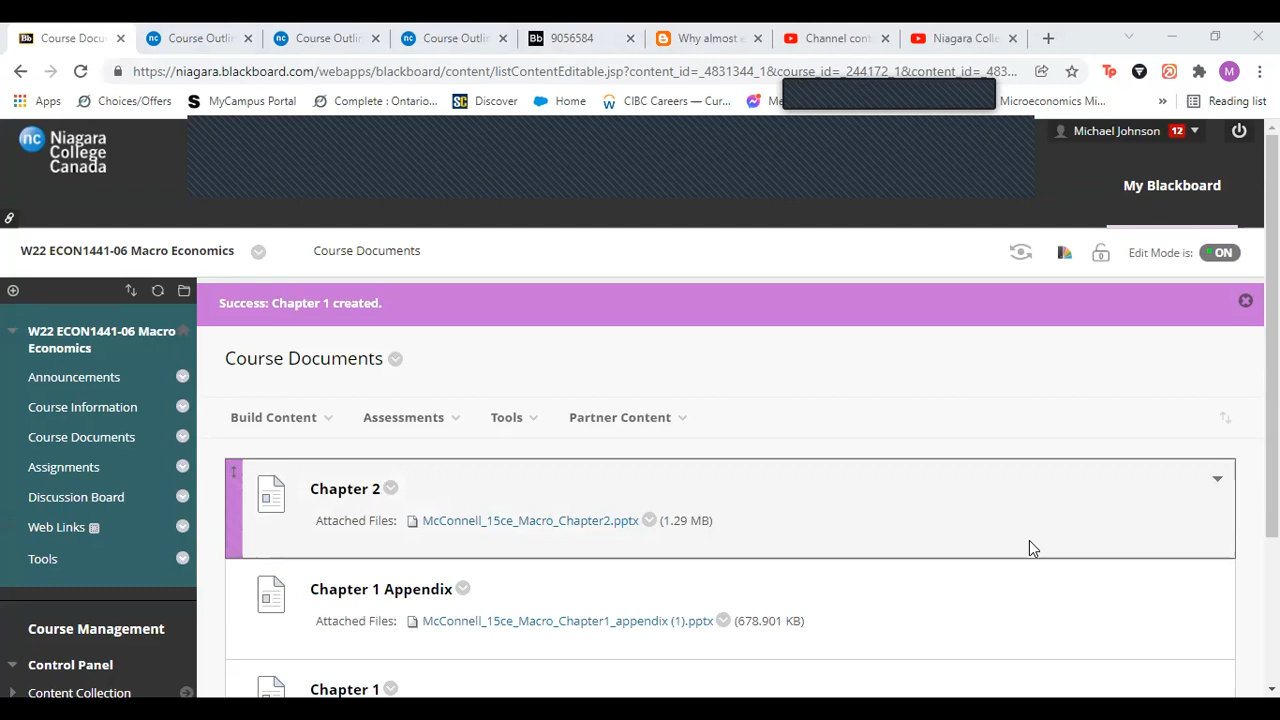 Course Docu
Course Outlin
Course Outlin
Course Outlin
Bb 9056584
Why almost e
Channel cont
Niagara Colle
https://niagara.blackboard.com/webapps/blackboard/content/listContentEditable.jsp?content_id=_4831344_1&course_id=_244172_1&content_id=_483...
Apps
Choices/Offers
MyCampus Portal
Complete : Ontario...
Discover
Home
CIBC Careers — Cur...
Me
Microeconomics Mi...
»
Reading list
nc Niagara
College
Canada
Michael Johnson 12
My Blackboard
W22 ECON1441-06 Macro Economics
Course Documents
Edit Mode is: ON
Success: Chapter 1 created.
W22 ECON1441-06 Macro
Economics
Announcements
Course Information
Course Documents
Assignments
Discussion Board
Web Links
Tools
Course Management
Control Panel
Content Collection
Course Documents
Build Content
Assessments
Tools
Partner Content
Chapter 2
Attached Files: McConnell_15ce_Macro_Chapter2.pptx (1.29 MB)
Chapter 1 Appendix
Attached Files: McConnell_15ce_Macro_Chapter1_appendix (1).pptx (678.901 KB)
Chapter 1